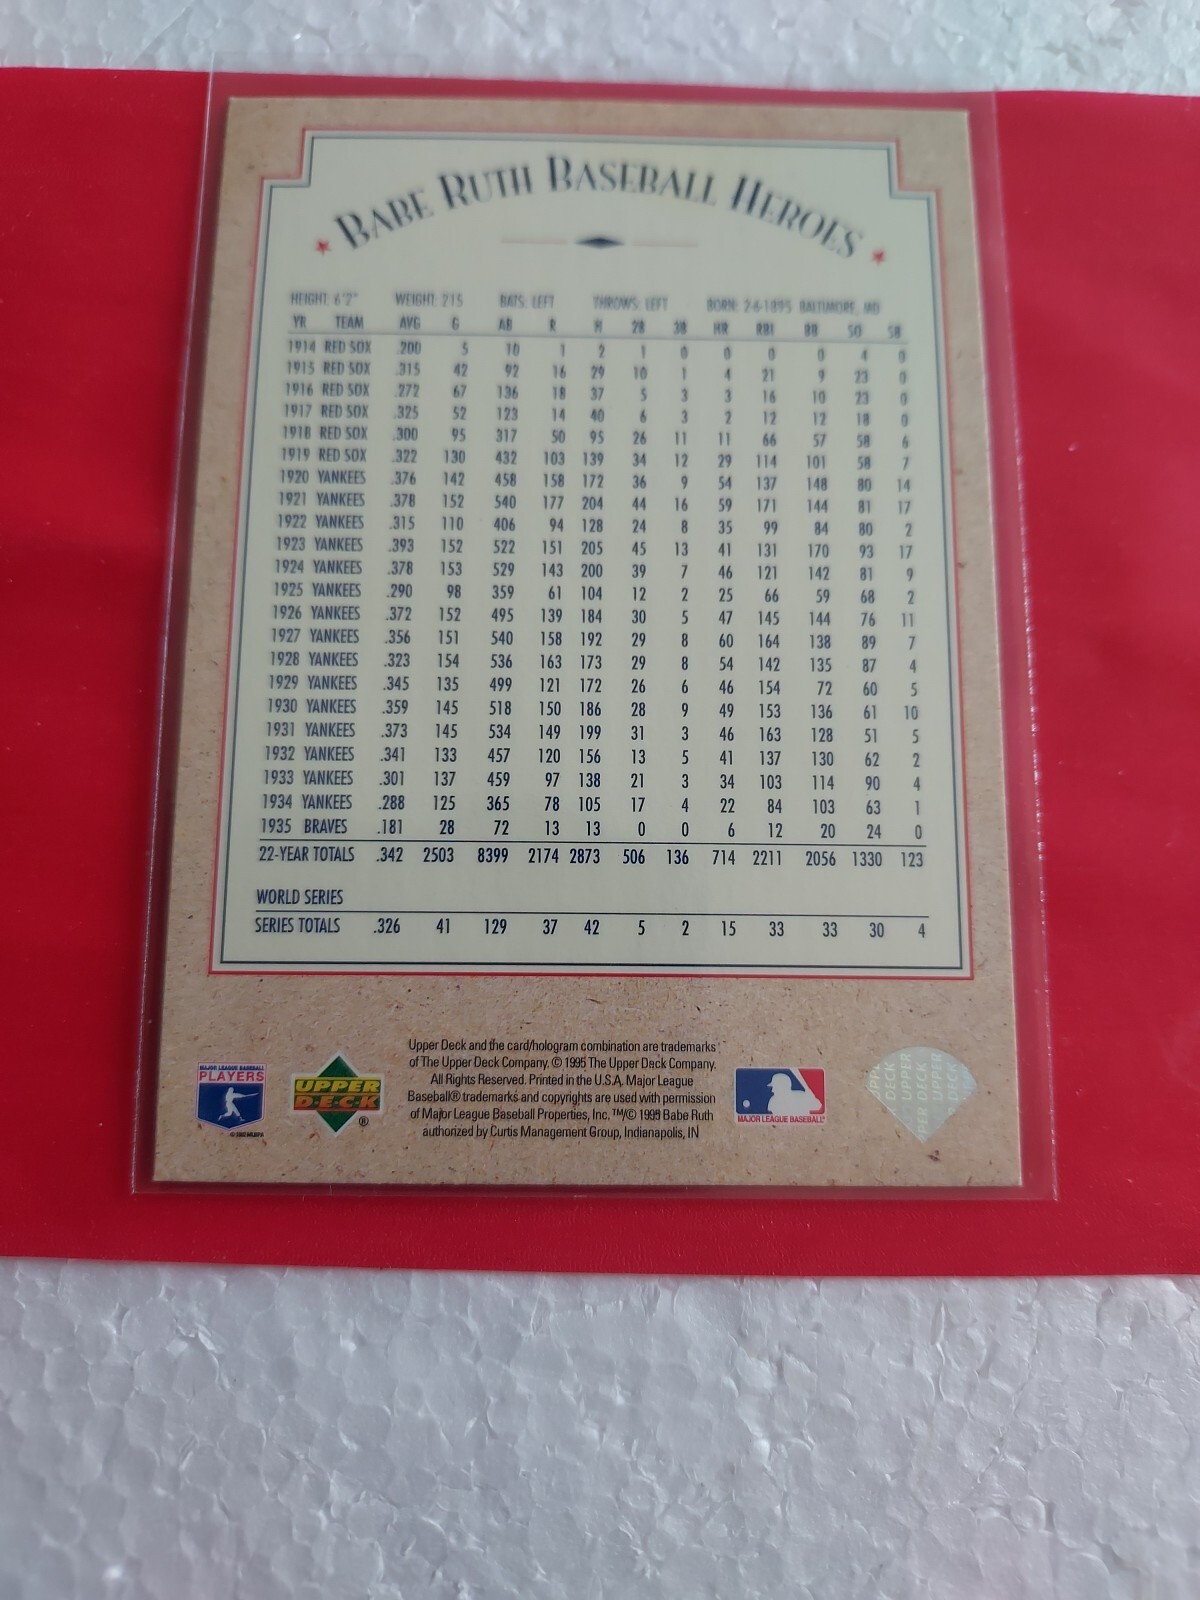 BABE RUTH BASEBALL HEROES
HEIGHT: 6'2" WEIGHT: 215 BATS: LEFT THROWS: LEFT BORN: 2-6-1895 BALTIMORE, MD
YR TEAM AVG G AB R H 2B 3B HR RBI BB SO SB
1914 RED SOX .200 5 10 1 2 1 0 0 0 0 4 0
1915 RED SOX .315 42 92 16 29 10 1 4 21 9 23 0
1916 RED SOX .272 67 136 18 37 5 3 3 16 10 23 0
1917 RED SOX .325 52 123 14 40 6 3 2 12 12 18 0
1918 RED SOX .300 95 317 50 95 26 11 11 66 57 58 6
1919 RED SOX .322 130 432 103 139 34 12 29 114 101 58 7
1920 YANKEES .376 142 458 158 172 36 9 54 137 148 80 14
1921 YANKEES .378 152 540 177 204 44 16 59 171 144 81 17
1922 YANKEES .315 110 406 94 128 24 8 35 99 84 80 2
1923 YANKEES .393 152 522 151 205 45 13 41 131 170 93 17
1924 YANKEES .378 153 529 143 200 39 7 46 121 142 81 9
1925 YANKEES .290 98 359 61 104 12 2 25 66 59 68 2
1926 YANKEES .372 152 495 139 184 30 5 47 145 144 76 11
1927 YANKEES .356 151 540 158 192 29 8 60 164 138 89 7
1928 YANKEES .323 154 536 163 173 29 8 54 142 135 87 4
1929 YANKEES .345 135 499 121 172 26 6 46 154 72 60 5
1930 YANKEES .359 145 518 150 186 28 9 49 153 136 61 10
1931 YANKEES .373 145 534 149 199 31 3 46 163 128 51 5
1932 YANKEES .341 133 457 120 156 13 5 41 137 130 62 2
1933 YANKEES .301 137 459 97 138 21 3 34 103 114 90 4
1934 YANKEES .288 125 365 78 105 17 4 22 84 103 63 1
1935 BRAVES .181 28 72 13 13 0 0 6 12 20 24 0
22-YEAR TOTALS .342 2503 8399 2174 2873 506 136 714 2211 2056 1330 123
WORLD SERIES
SERIES TOTALS .326 41 129 37 42 5 2 15 33 33 30 4
Upper Deck and the card/hologram combination are trademarks
of The Upper Deck Company. © 1995 The Upper Deck Company.
All Rights Reserved. Printed in the U.S.A. Major League
Baseball® trademarks and copyrights are used with permission
of Major League Baseball Properties, Inc. ™/© 1993 Babe Ruth
authorized by Curtis Management Group, Indianapolis, IN
MAJOR LEAGUE BASEBALL
PLAYERS
UPPER
DECK
®
MAJOR LEAGUE BASEBALL
UPPER
DECK